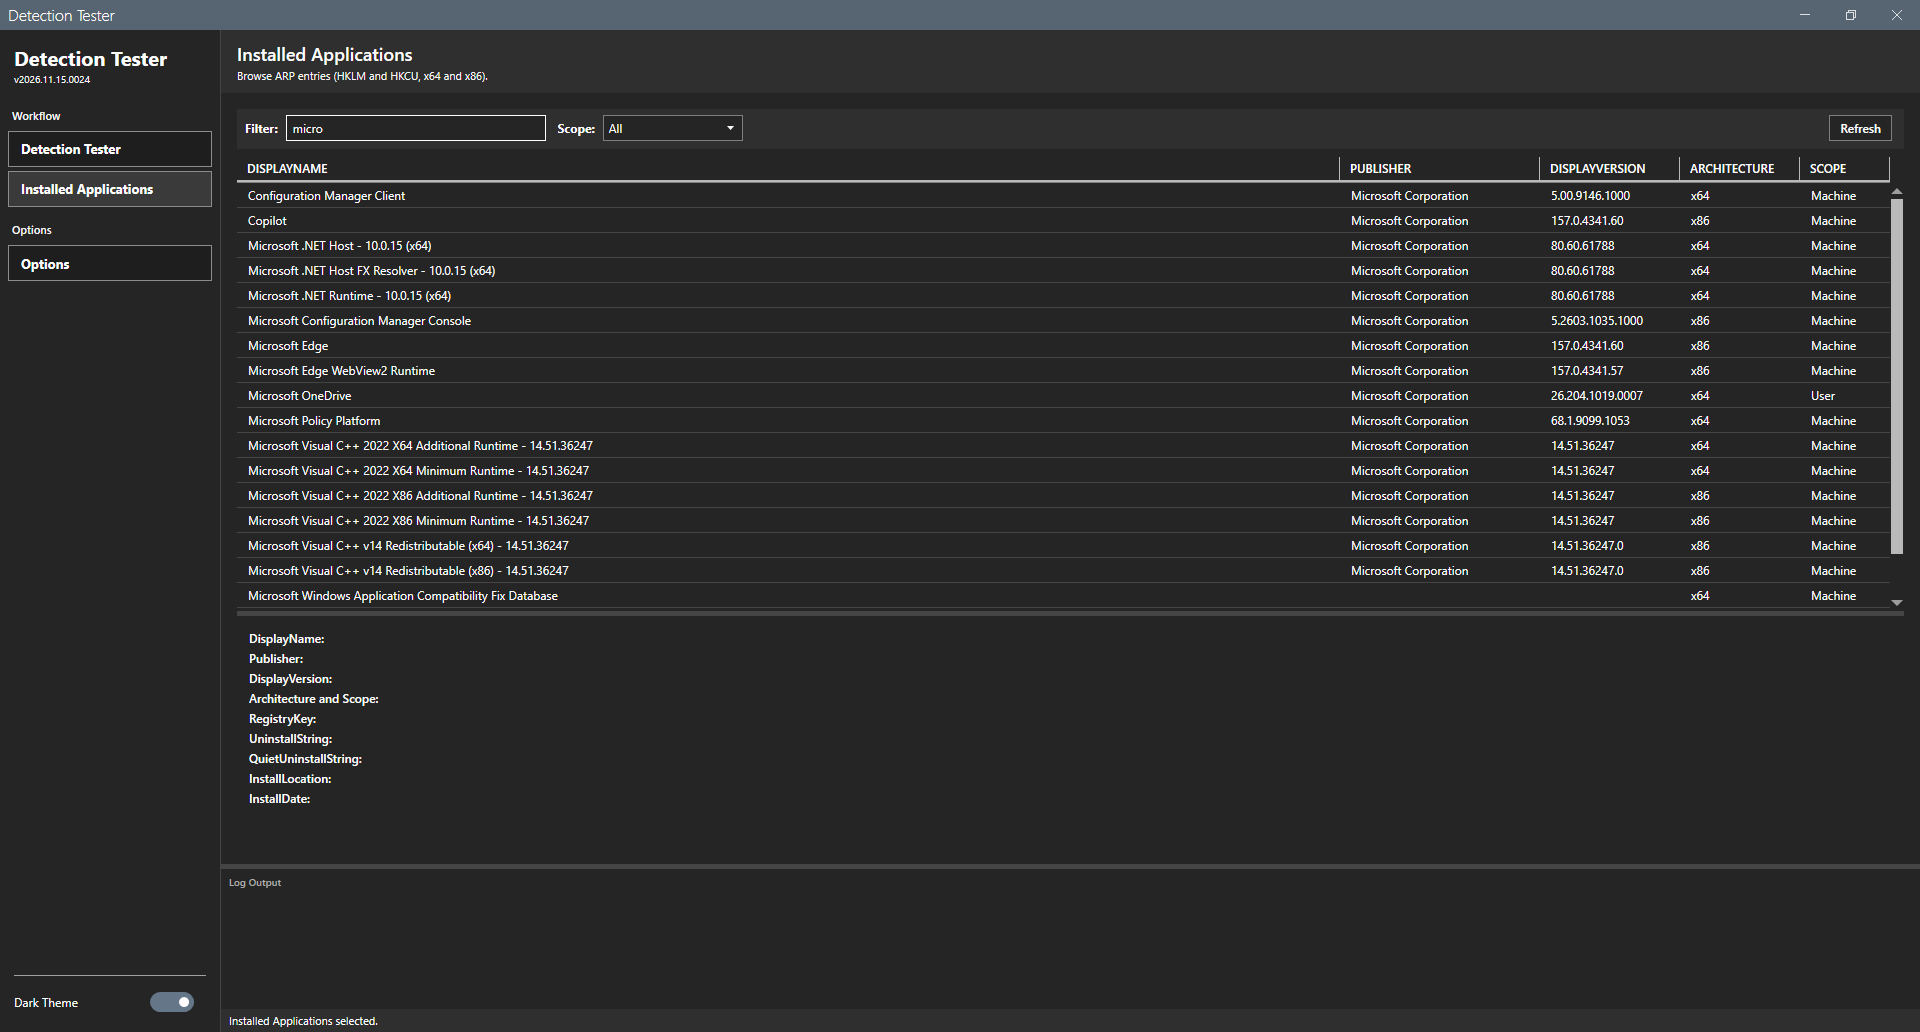 Detection Tester
Detection Tester
v2026.11.15.0024
Workflow
Detection Tester
Installed Applications
Options
Options
Dark Theme
Installed Applications
Browse ARP entries (HKLM and HKCU, x64 and x86).
Filter: micro Scope: All Refresh
DISPLAYNAME PUBLISHER DISPLAYVERSION ARCHITECTURE SCOPE
Configuration Manager Client Microsoft Corporation 5.00.9146.1000 x64 Machine
Copilot Microsoft Corporation 157.0.4341.60 x86 Machine
Microsoft .NET Host - 10.0.15 (x64) Microsoft Corporation 80.60.61788 x64 Machine
Microsoft .NET Host FX Resolver - 10.0.15 (x64) Microsoft Corporation 80.60.61788 x64 Machine
Microsoft .NET Runtime - 10.0.15 (x64) Microsoft Corporation 80.60.61788 x64 Machine
Microsoft Configuration Manager Console Microsoft Corporation 5.2603.1035.1000 x86 Machine
Microsoft Edge Microsoft Corporation 157.0.4341.60 x86 Machine
Microsoft Edge WebView2 Runtime Microsoft Corporation 157.0.4341.57 x86 Machine
Microsoft OneDrive Microsoft Corporation 26.204.1019.0007 x64 User
Microsoft Policy Platform Microsoft Corporation 68.1.9099.1053 x64 Machine
Microsoft Visual C++ 2022 X64 Additional Runtime - 14.51.36247 Microsoft Corporation 14.51.36247 x64 Machine
Microsoft Visual C++ 2022 X64 Minimum Runtime - 14.51.36247 Microsoft Corporation 14.51.36247 x64 Machine
Microsoft Visual C++ 2022 X86 Additional Runtime - 14.51.36247 Microsoft Corporation 14.51.36247 x86 Machine
Microsoft Visual C++ 2022 X86 Minimum Runtime - 14.51.36247 Microsoft Corporation 14.51.36247 x86 Machine
Microsoft Visual C++ v14 Redistributable (x64) - 14.51.36247 Microsoft Corporation 14.51.36247.0 x86 Machine
Microsoft Visual C++ v14 Redistributable (x86) - 14.51.36247 Microsoft Corporation 14.51.36247.0 x86 Machine
Microsoft Windows Application Compatibility Fix Database x64 Machine
DisplayName:
Publisher:
DisplayVersion:
Architecture and Scope:
RegistryKey:
UninstallString:
QuietUninstallString:
InstallLocation:
InstallDate:
Log Output
Installed Applications selected.